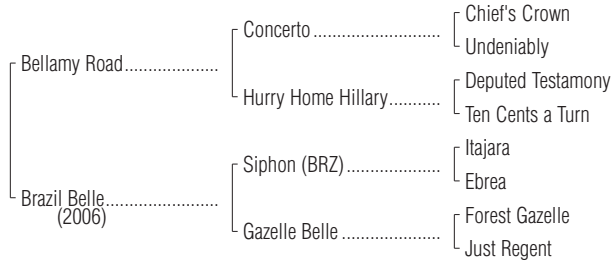 Chief's Crown
Concerto
Undeniably
Bellamy Road
Deputed Testamony
Hurry Home Hillary
Ten Cents a Turn
Itajara
Siphon (BRZ)
Ebrea
Brazil Belle
(2006)
Forest Gazelle
Gazelle Belle
Just Regent